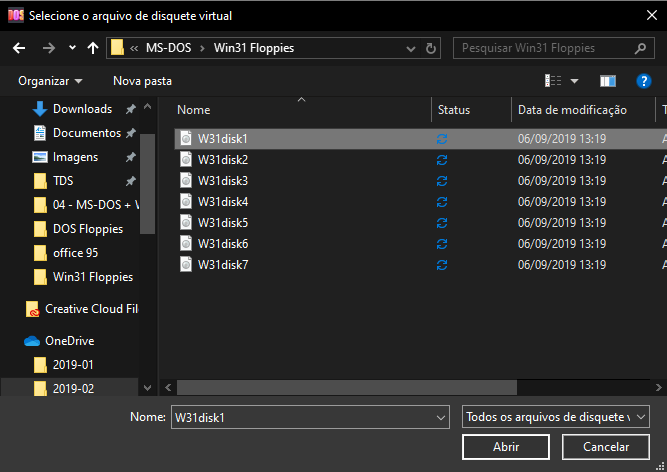 DOS Selecione o arquivo de disquete virtual
« MS-DOS > Win31 Floppies
Pesquisar Win31 Floppies
Organizar
Nova pasta
Downloads
Documentos
Imagens
TDS
04 - MS-DOS +
DOS Floppies
office 95
Win31 Floppies
Creative Cloud Fil
OneDrive
2019-01
2019-02
Nome Status Data de modificação T
W31disk1 06/09/2019 13:19 A
W31disk2 06/09/2019 13:19 A
W31disk3 06/09/2019 13:19 A
W31disk4 06/09/2019 13:19 A
W31disk5 06/09/2019 13:19 A
W31disk6 06/09/2019 13:19 A
W31disk7 06/09/2019 13:19 A
Nome: W31disk1
Todos os arquivos de disquete v
Abrir Cancelar